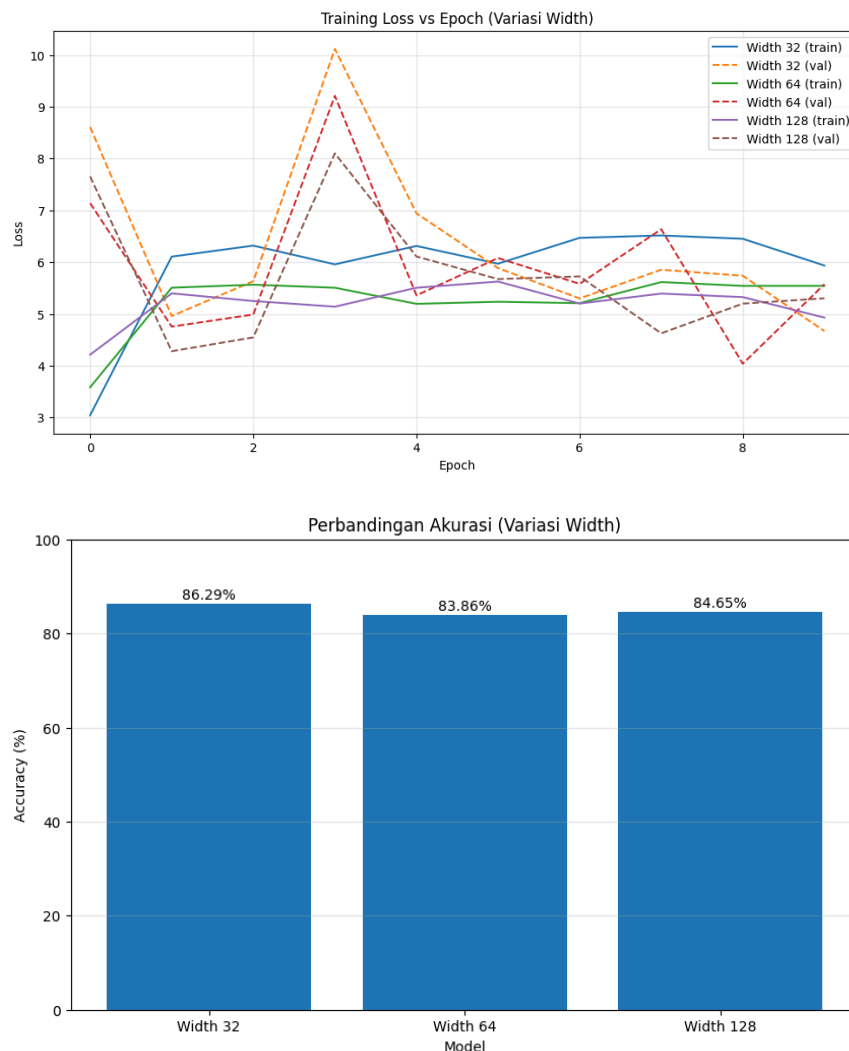 Training Loss vs Epoch (Variasi Width)
10
9
8
7
6
5
4
3
Loss
0
2
4
6
8
Epoch
Width 32 (train)
Width 32 (val)
Width 64 (train)
Width 64 (val)
Width 128 (train)
Width 128 (val)
Perbandingan Akurasi (Variasi Width)
100
80
60
40
20
0
Accuracy (%)
86.29%
83.86%
84.65%
Width 32
Width 64
Width 128
Model